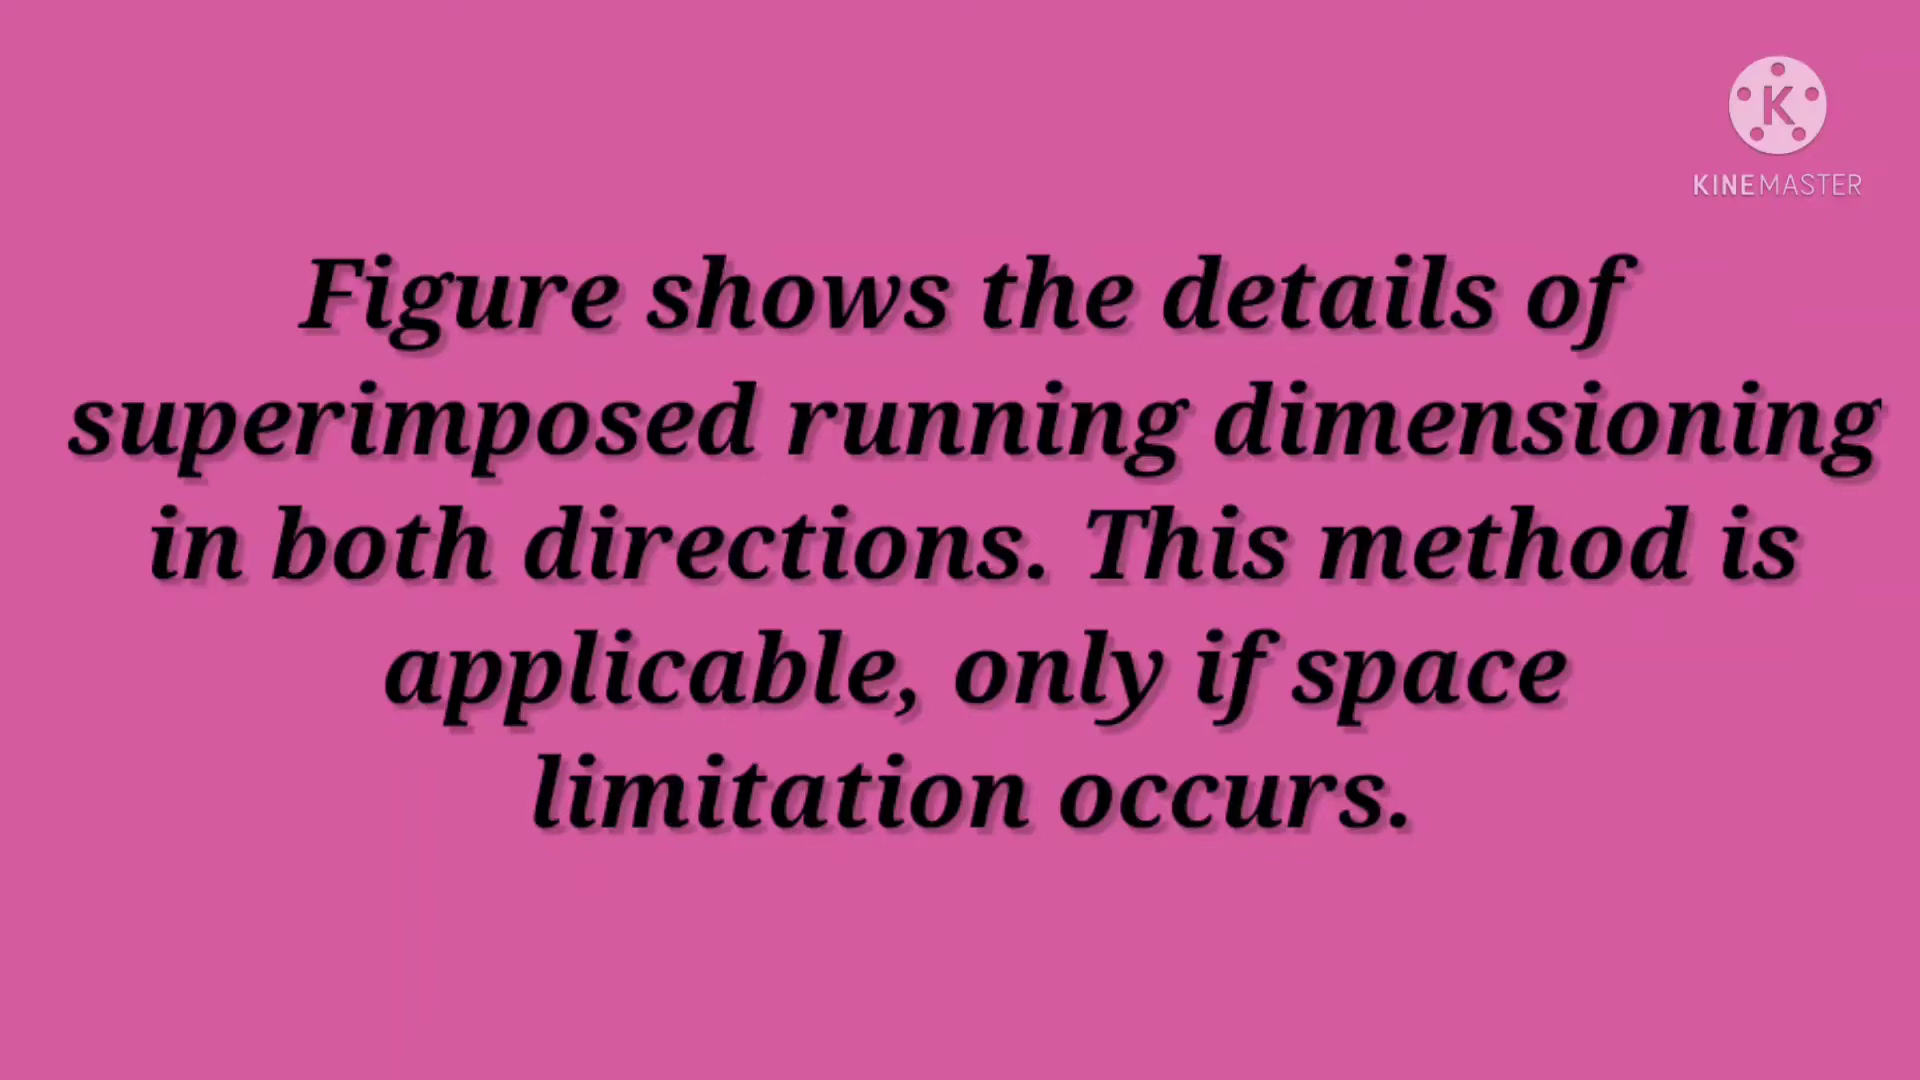 K
KINEMASTER
Figure shows the details of
superimposed running dimensioning
in both directions. This method is
applicable, only if space
limitation occurs.